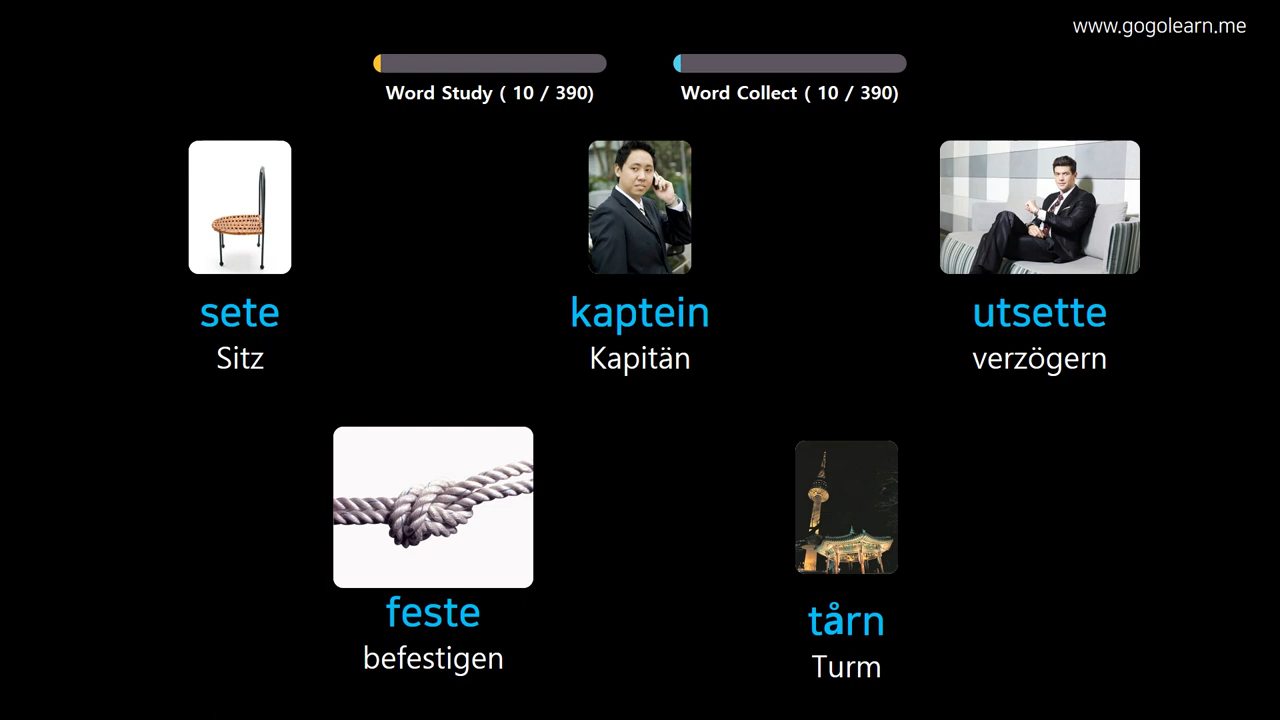 www.gogolearn.me
Word Study ( 10 / 390)
Word Collect ( 10 / 390)
sete
Sitz
kaptein
Kapitän
utsette
verzögern
feste
befestigen
tårn
Turm